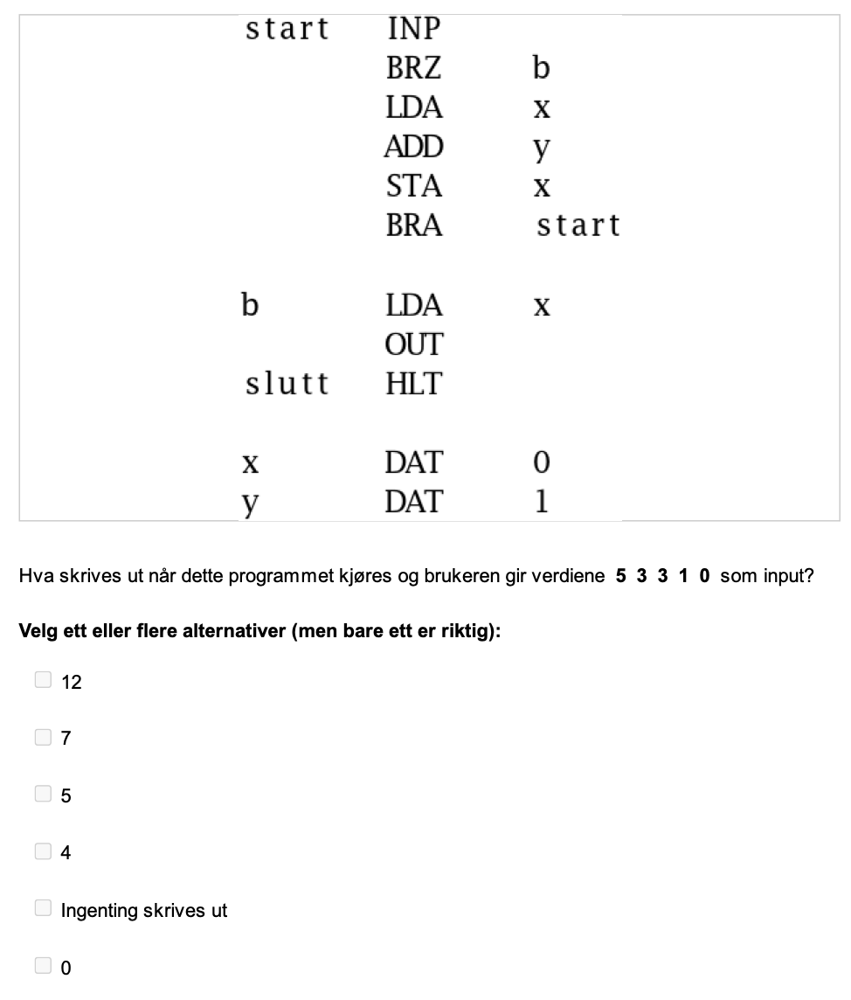 start INP
BRZ b
LDA x
ADD y
STA x
BRA start
b LDA x
OUT
slutt HLT
x DAT 0
y DAT 1
Hva skrives ut når dette programmet kjøres og brukeren gir verdiene 5 3 3 1 0 som input?
Velg ett eller flere alternativer (men bare ett er riktig):
12
7
5
4
Ingenting skrives ut
0